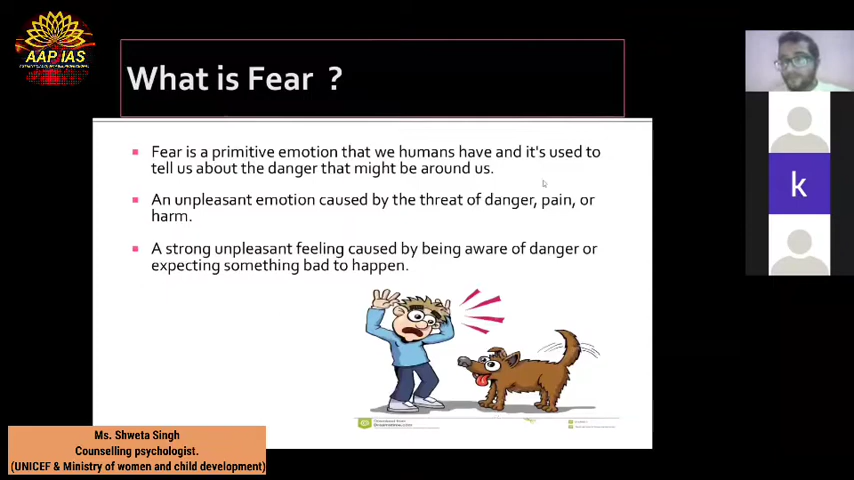 AAP IAS
What is Fear ?
Fear is a primitive emotion that we humans have and it's used to
tell us about the danger that might be around us.
An unpleasant emotion caused by the threat of danger, pain, or
harm.
A strong unpleasant feeling caused by being aware of danger or
expecting something bad to happen.
k
Ms. Shweta Singh
Counselling psychologist.
(UNICEF & Ministry of women and child development)